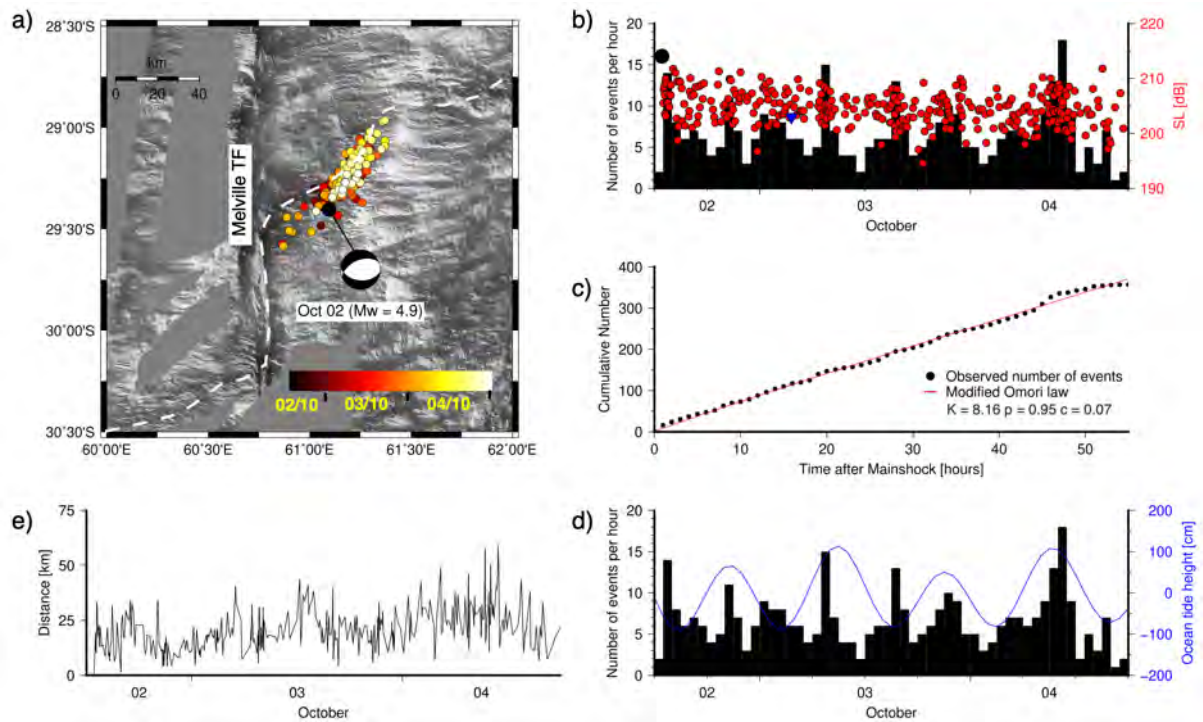 a)
28°30'S
29°00'S
29°30'S
30°00'S
30°30'S
60°00'E
60°30'E
61°00'E
61°30'E
62°00'E
km
0 20 40
Melville TF
Oct 02 (Mw = 4.9)
02/10 03/10 04/10
b)
Number of events per hour
20
15
10
5
0
220
210
200
190
SL [dB]
02 03 04
October
c)
Cumulative Number
400
300
200
100
0
Observed number of events
Modified Omori law
K = 8.16 p = 0.95 c = 0.07
0 10 20 30 40 50
Time after Mainshock [hours]
e)
Distance [km]
75
50
25
0
02 03 04
October
d)
Number of events per hour
20
15
10
5
0
200
100
0
−100
−200
Ocean tide height [cm]
02 03 04
October